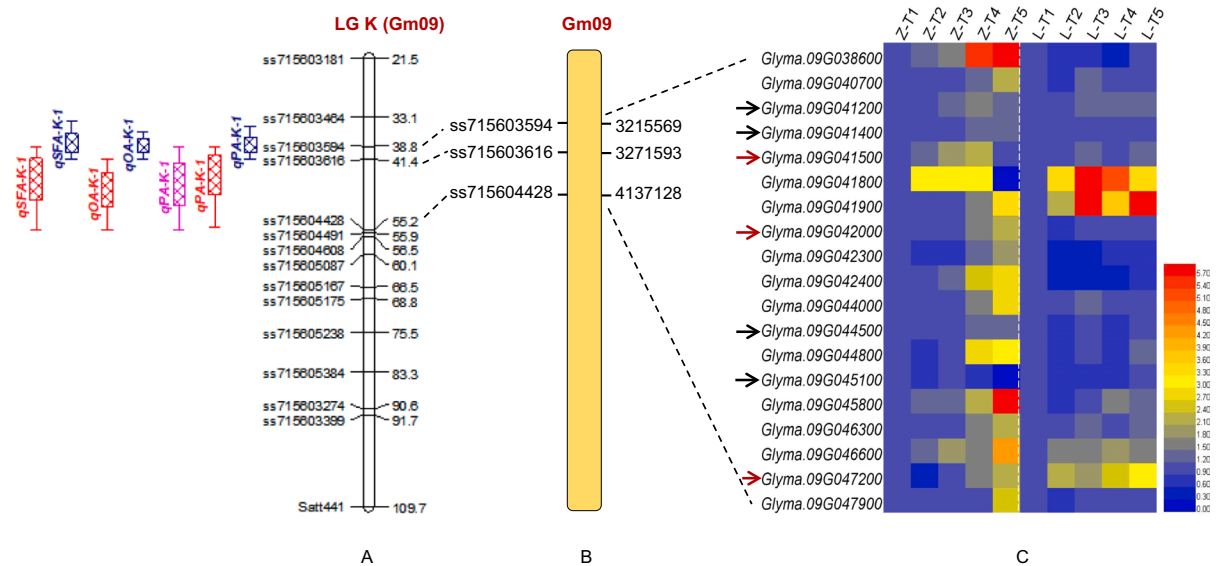 LG K (Gm09)
Gm09
Z-T1
Z-T2
Z-T3
Z-T4
Z-T5
L-T1
L-T2
L-T3
L-T4
L-T5
qSFA-K-1
qSFA-K-1
qOA-K-1
qOA-K-1
qPA-K-1
qPA-K-1
qPA-K-1
ss715603181 21.5
ss715603464 33.1
ss715603594 38.8
ss715603616 41.4
ss715604428 55.2
ss715604491 55.9
ss715604608 56.5
ss715605087 60.1
ss715605167 66.5
ss715605175 68.8
ss715605238 75.5
ss715605384 83.3
ss715603274 90.6
ss715603399 91.7
Satt441 109.7
ss715603594 3215569
ss715603616 3271593
ss715604428 4137128
Glyma.09G038600
Glyma.09G040700
Glyma.09G041200
Glyma.09G041400
Glyma.09G041500
Glyma.09G041800
Glyma.09G041900
Glyma.09G042000
Glyma.09G042300
Glyma.09G042400
Glyma.09G044000
Glyma.09G044500
Glyma.09G044800
Glyma.09G045100
Glyma.09G045800
Glyma.09G046300
Glyma.09G046600
Glyma.09G047200
Glyma.09G047900
5.70
5.40
5.10
4.80
4.50
4.20
3.90
3.60
3.30
3.00
2.70
2.40
2.10
1.80
1.50
1.20
0.90
0.60
0.30
0.00
A
B
C